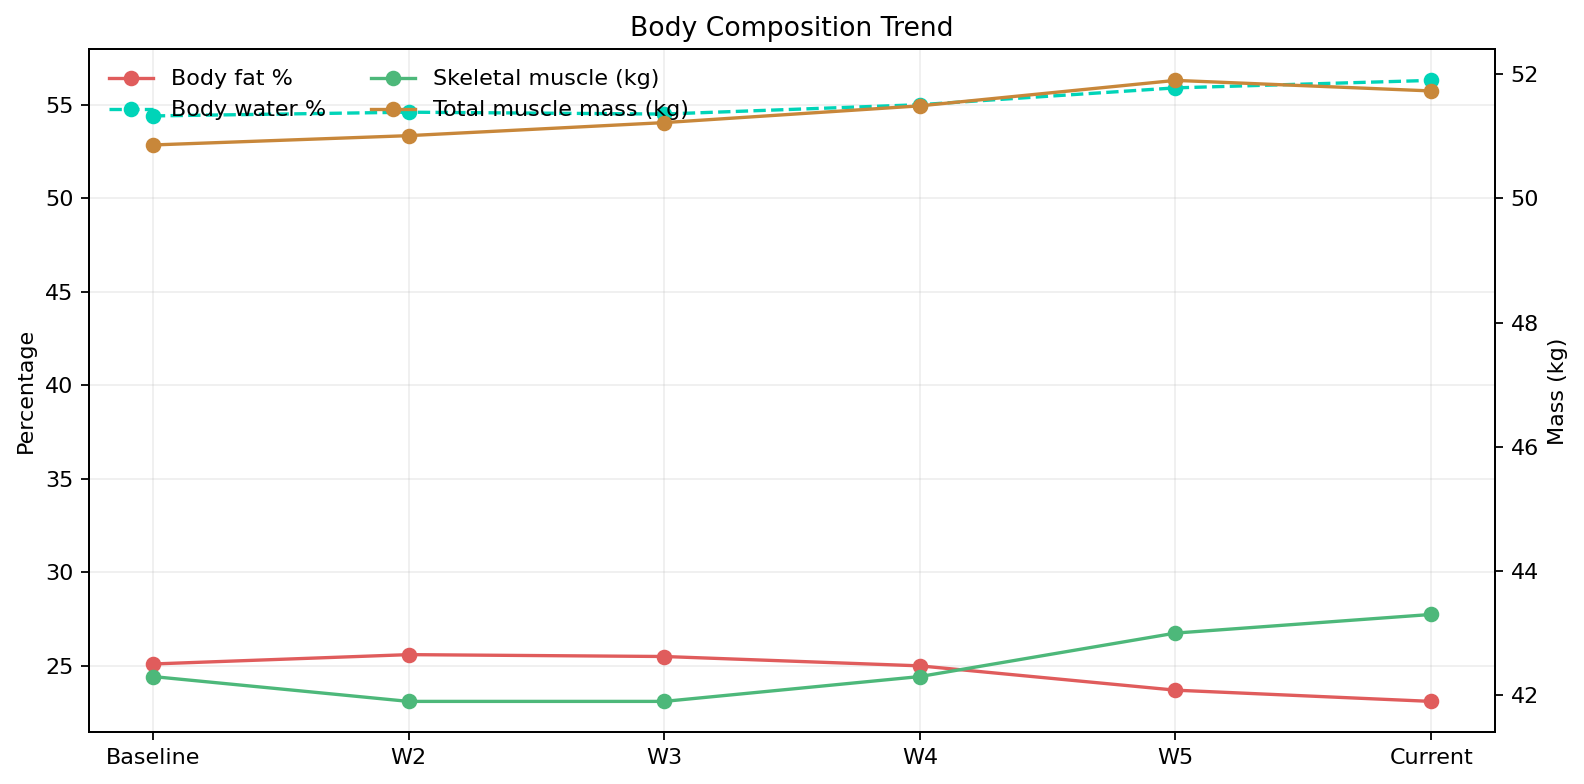 Body Composition Trend
Body fat %
Body water %
Skeletal muscle (kg)
Total muscle mass (kg)
Percentage
55
50
45
40
35
30
25
Mass (kg)
52
50
48
46
44
42
Baseline W2 W3 W4 W5 Current